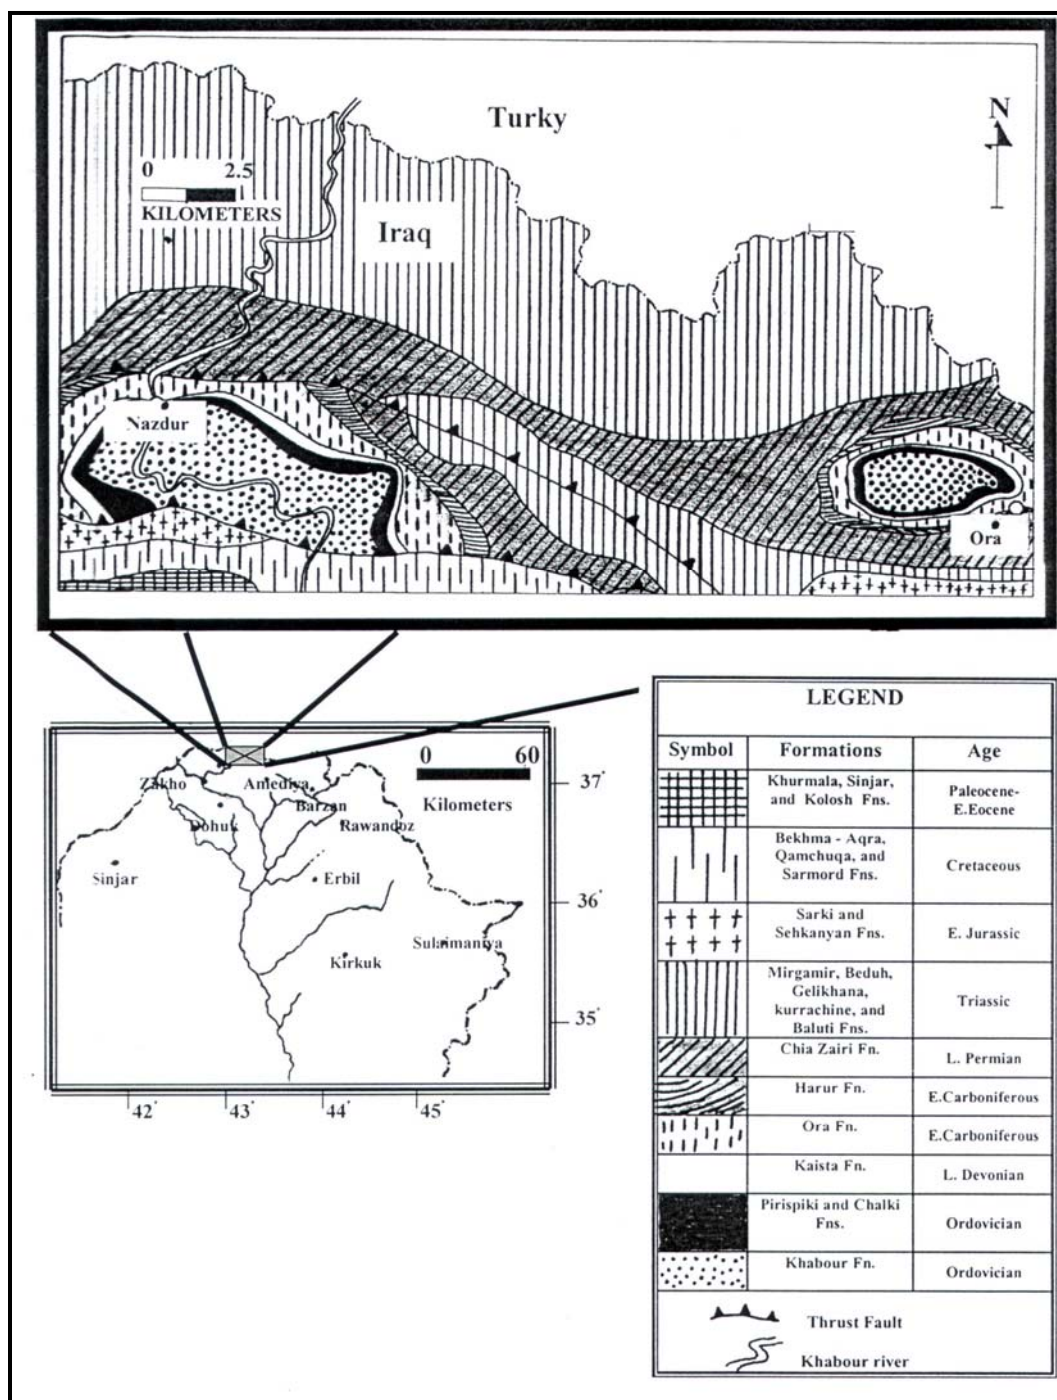 Turky
N
0 2.5
KILOMETERS
Iraq
Nazdur
Ora
0 60
Kilometers
Zakho
Amediya
Barzan
Dohuk
Rawandoz
Sinjar
Erbil
Sulaimaniya
Kirkuk
37°
36°
35°
42° 43° 44° 45°
LEGEND
Symbol Formations Age
Khurmala, Sinjar,
and Kolosh Fns.
Paleocene-
E.Eocene
Bekhma - Aqra,
Qamchuqa, and
Sarmord Fns.
Cretaceous
Sarki and
Sehkanyan Fns.
E. Jurassic
Mirgamir, Beduh,
Gelikhana,
kurrachine, and
Baluti Fns.
Triassic
Chia Zairi Fn.
L. Permian
Harur Fn.
E.Carboniferous
Ora Fn.
E.Carboniferous
Kaista Fn.
L. Devonian
Pirispiki and Chalki
Fns.
Ordovician
Khabour Fn.
Ordovician
Thrust Fault
Khabour river